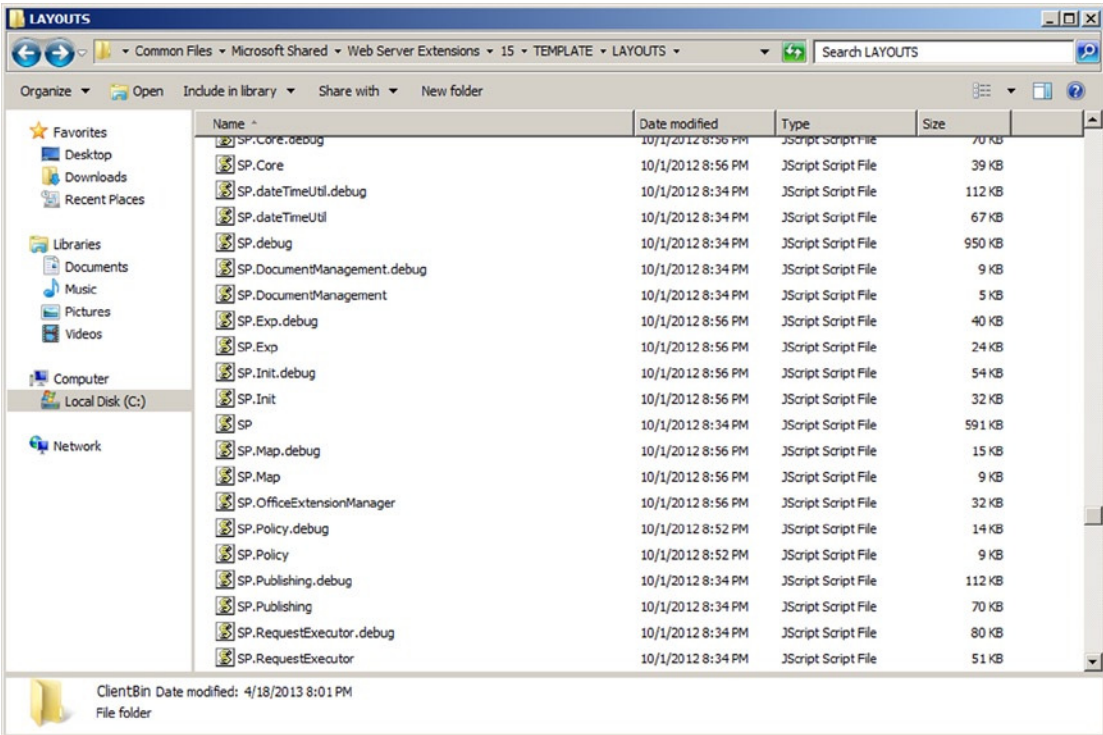 LAYOUTS
Common Files ▾ Microsoft Shared ▾ Web Server Extensions ▾ 15 ▾ TEMPLATE ▾ LAYOUTS ▾ Search LAYOUTS
Organize ▾ Open Include in library ▾ Share with ▾ New folder
Favorites
Desktop
Downloads
Recent Places
Libraries
Documents
Music
Pictures
Videos
Computer
Local Disk (C:)
Network
Name Date modified Type Size
SP.Core.debug 10/1/2012 8:56 PM JScript Script File 70 KB
SP.Core 10/1/2012 8:56 PM JScript Script File 39 KB
SP.dateTimeUtil.debug 10/1/2012 8:34 PM JScript Script File 112 KB
SP.dateTimeUtil 10/1/2012 8:34 PM JScript Script File 67 KB
SP.debug 10/1/2012 8:34 PM JScript Script File 950 KB
SP.DocumentManagement.debug 10/1/2012 8:34 PM JScript Script File 9 KB
SP.DocumentManagement 10/1/2012 8:34 PM JScript Script File 5 KB
SP.Exp.debug 10/1/2012 8:56 PM JScript Script File 40 KB
SP.Exp 10/1/2012 8:56 PM JScript Script File 24 KB
SP.Init.debug 10/1/2012 8:56 PM JScript Script File 54 KB
SP.Init 10/1/2012 8:56 PM JScript Script File 32 KB
SP 10/1/2012 8:34 PM JScript Script File 591 KB
SP.Map.debug 10/1/2012 8:56 PM JScript Script File 15 KB
SP.Map 10/1/2012 8:56 PM JScript Script File 9 KB
SP.OfficeExtensionManager 10/1/2012 8:56 PM JScript Script File 32 KB
SP.Policy.debug 10/1/2012 8:52 PM JScript Script File 14 KB
SP.Policy 10/1/2012 8:52 PM JScript Script File 9 KB
SP.Publishing.debug 10/1/2012 8:34 PM JScript Script File 112 KB
SP.Publishing 10/1/2012 8:34 PM JScript Script File 70 KB
SP.RequestExecutor.debug 10/1/2012 8:34 PM JScript Script File 80 KB
SP.RequestExecutor 10/1/2012 8:34 PM JScript Script File 51 KB
ClientBin Date modified: 4/18/2013 8:01 PM
File folder